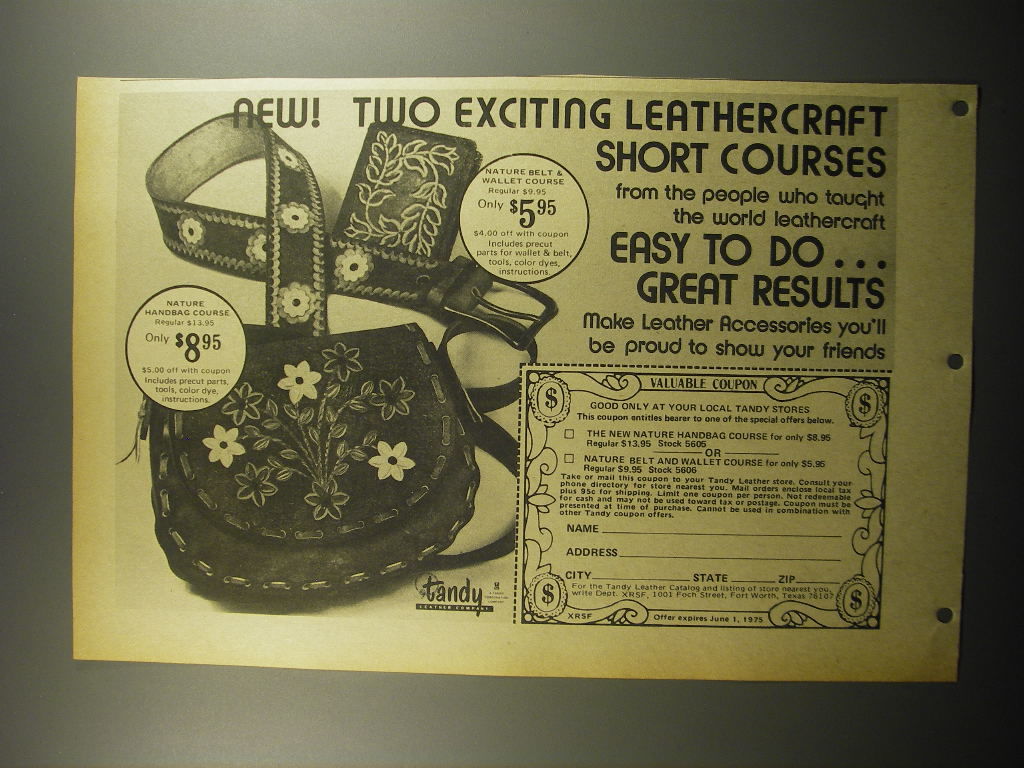 NEW! TWO EXCITING LEATHERCRAFT
SHORT COURSES
from the people who taught
the world leathercraft
EASY TO DO . . .
GREAT RESULTS
Make Leather Accessories you'll
be proud to show your friends
NATURE BELT &
WALLET COURSE
Regular $9.95
Only $5 95
$4.00 off with coupon
Includes precut
parts for wallet & belt,
tools, color dyes,
instructions.
NATURE
HANDBAG COURSE
Regular $13.95
Only $8 95
$5.00 off with coupon
Includes precut parts,
tools, color dye,
instructions.
tandy
LEATHER COMPANY
$ VALUABLE COUPON $
GOOD ONLY AT YOUR LOCAL TANDY STORES
This coupon entitles bearer to one of the special offers below.
THE NEW NATURE HANDBAG COURSE for only $8.95
Regular $13.95 Stock 5605
OR
NATURE BELT AND WALLET COURSE for only $5.95
Regular $9.95 Stock 5606
Take or mail this coupon to your Tandy Leather store. Consult your
phone directory for store nearest you. Mail orders enclose local tax
plus 95c for shipping. Limit one coupon per person. Not redeemable
for cash and may not be used toward tax or postage. Coupon must be
presented at time of purchase. Cannot be used in combination with
other Tandy coupon offers.
NAME
ADDRESS
CITY STATE ZIP
For the Tandy Leather Catalog and listing of store nearest you,
write Dept. XRSF, 1001 Foch Street, Fort Worth, Texas 76107
$ $
XRSF Offer expires June 1, 1975